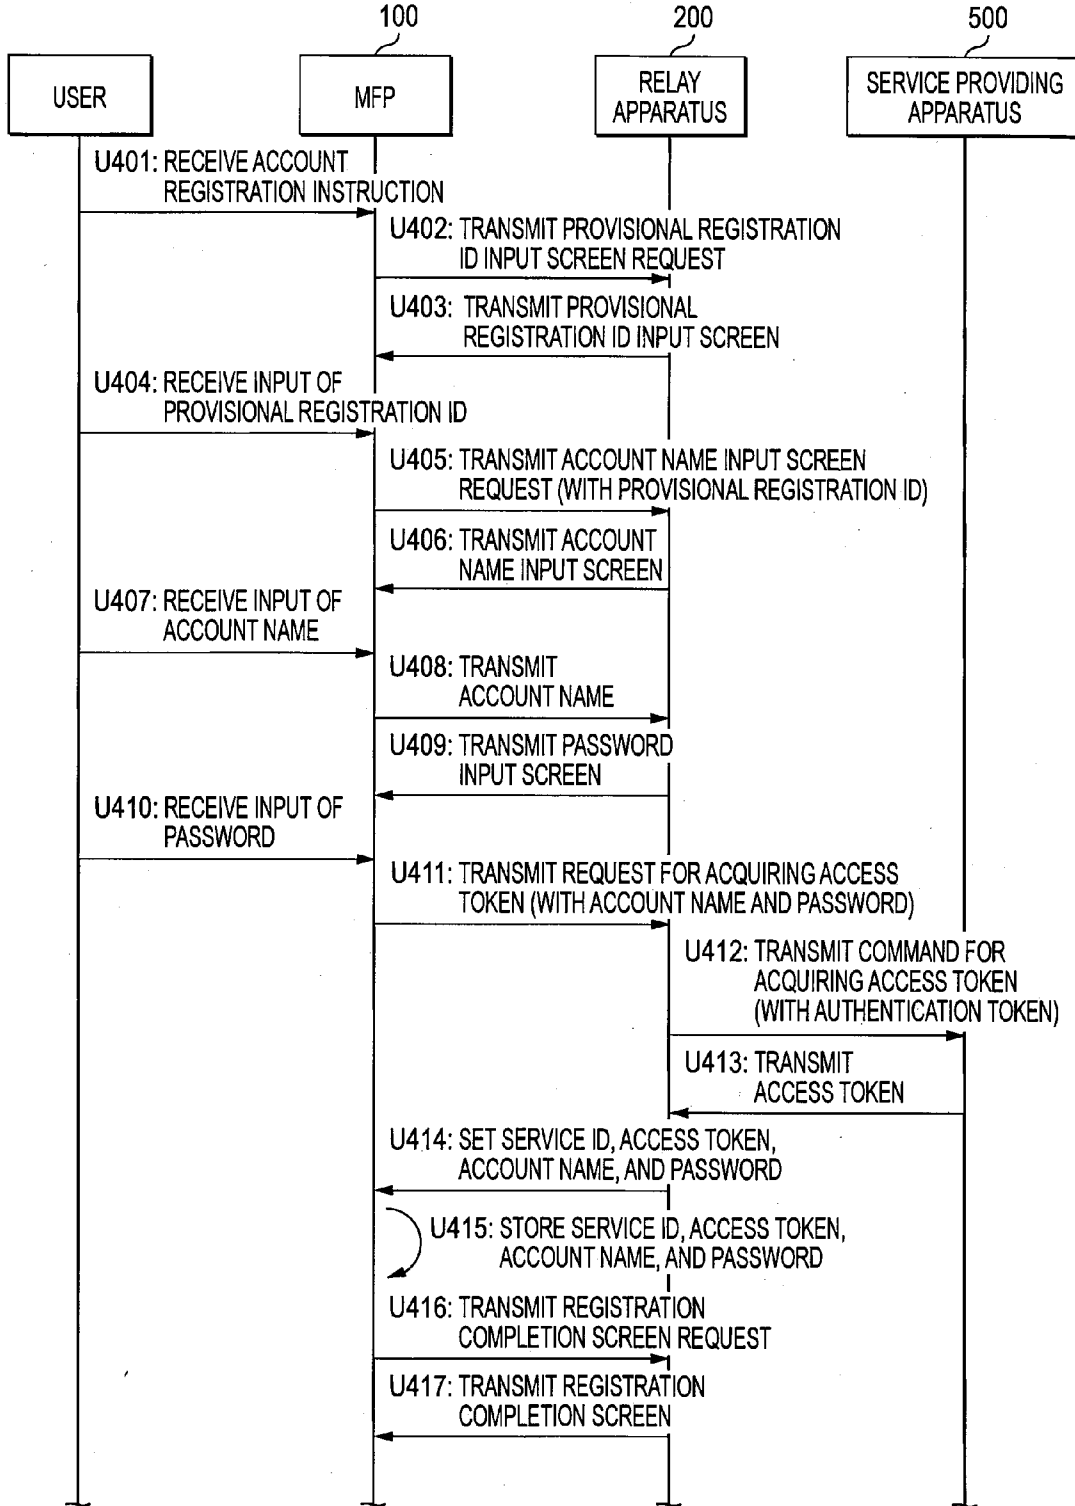 100
200
500
USER
MFP
RELAY
APPARATUS
SERVICE PROVIDING
APPARATUS
U401: RECEIVE ACCOUNT
REGISTRATION INSTRUCTION
U402: TRANSMIT PROVISIONAL REGISTRATION
ID INPUT SCREEN REQUEST
U403: TRANSMIT PROVISIONAL
REGISTRATION ID INPUT SCREEN
U404: RECEIVE INPUT OF
PROVISIONAL REGISTRATION ID
U405: TRANSMIT ACCOUNT NAME INPUT SCREEN
REQUEST (WITH PROVISIONAL REGISTRATION ID)
U406: TRANSMIT ACCOUNT
NAME INPUT SCREEN
U407: RECEIVE INPUT OF
ACCOUNT NAME
U408: TRANSMIT
ACCOUNT NAME
U409: TRANSMIT PASSWORD
INPUT SCREEN
U410: RECEIVE INPUT OF
PASSWORD
U411: TRANSMIT REQUEST FOR ACQUIRING ACCESS
TOKEN (WITH ACCOUNT NAME AND PASSWORD)
U412: TRANSMIT COMMAND FOR
ACQUIRING ACCESS TOKEN
(WITH AUTHENTICATION TOKEN)
U413: TRANSMIT
ACCESS TOKEN
U414: SET SERVICE ID, ACCESS TOKEN,
ACCOUNT NAME, AND PASSWORD
U415: STORE SERVICE ID, ACCESS TOKEN,
ACCOUNT NAME, AND PASSWORD
U416: TRANSMIT REGISTRATION
COMPLETION SCREEN REQUEST
U417: TRANSMIT REGISTRATION
COMPLETION SCREEN